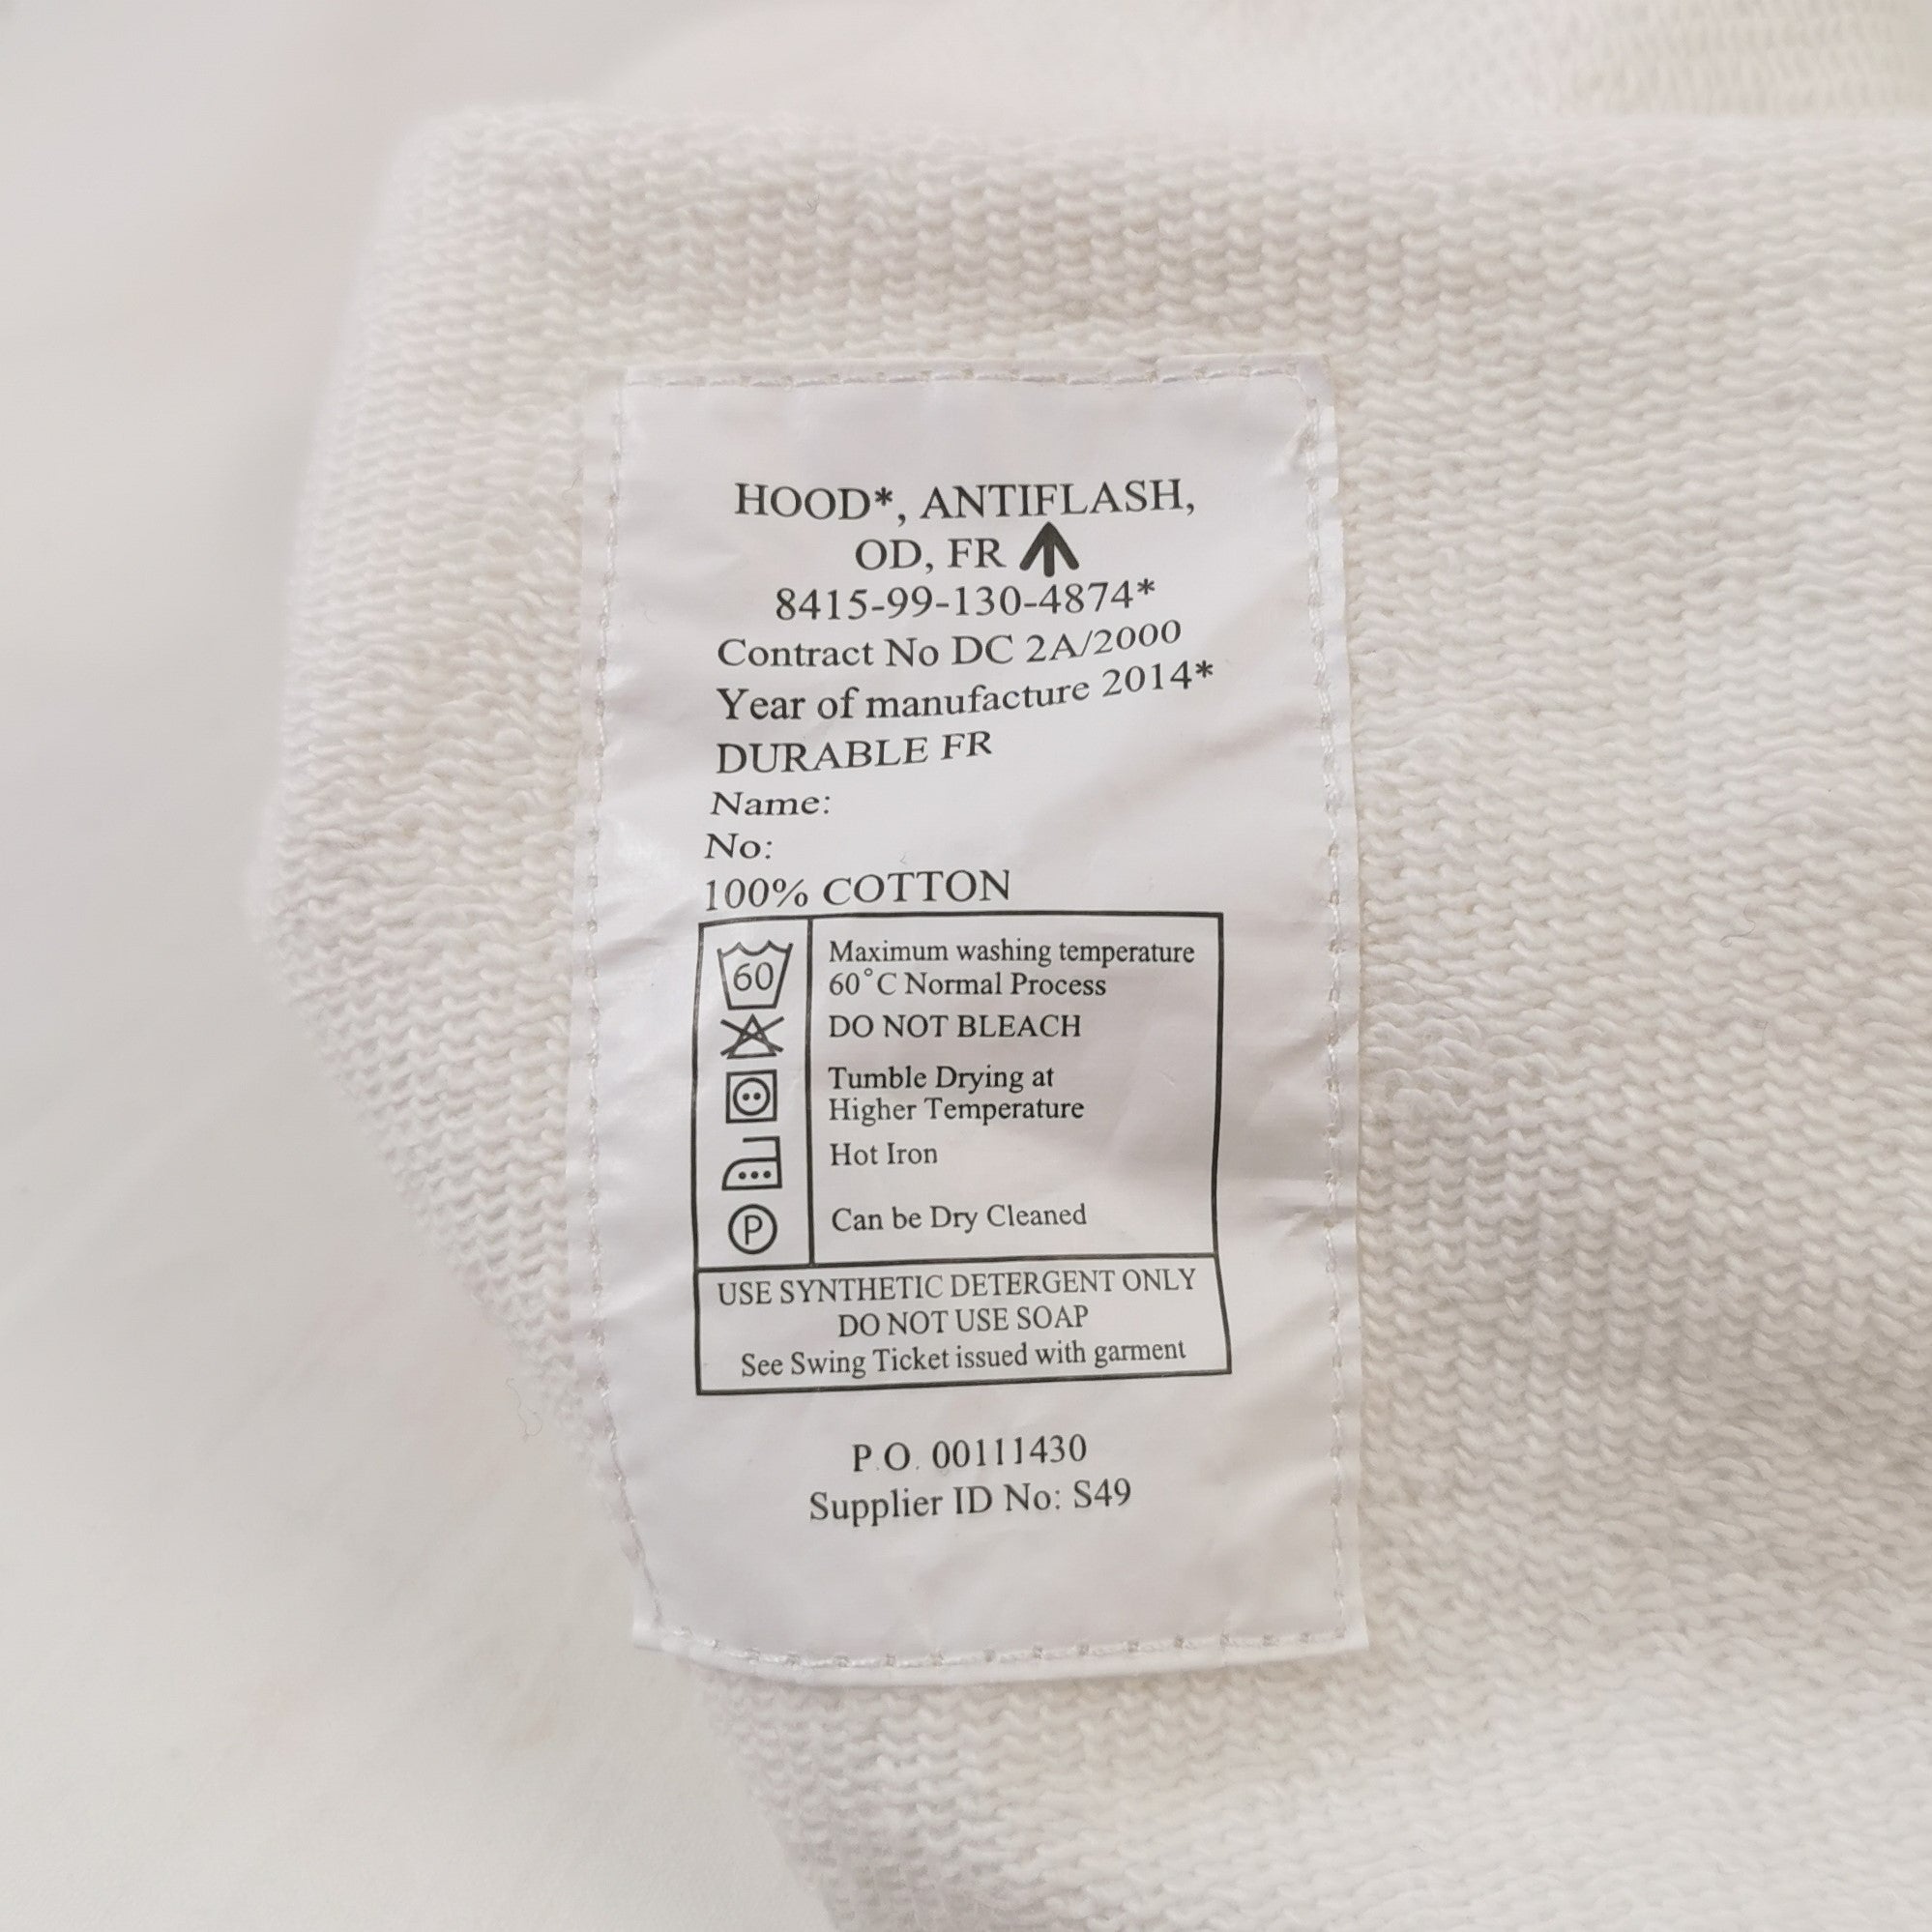 HOOD*, ANTIFLASH,
OD, FR
8415-99-130-4874*
Contract No DC 2A/2000
Year of manufacture 2014*
DURABLE FR
Name:
No:
100% COTTON
60
Maximum washing temperature
60°C Normal Process
DO NOT BLEACH
Tumble Drying at
Higher Temperature
Hot Iron
P
Can be Dry Cleaned
USE SYNTHETIC DETERGENT ONLY
DO NOT USE SOAP
See Swing Ticket issued with garment
P.O. 00111430
Supplier ID No: S49